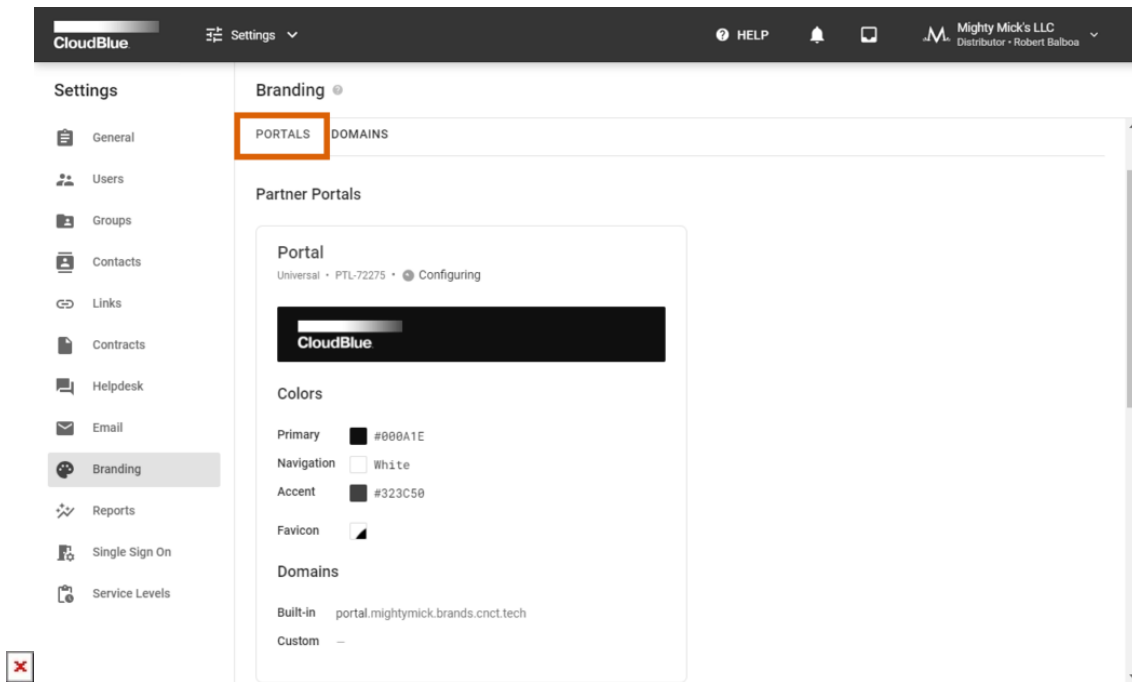 CloudBlue
Settings
HELP
Mighty Mick's LLC
Distributor • Robert Balboa
Settings
General
Users
Groups
Contacts
Links
Contracts
Helpdesk
Email
Branding
Reports
Single Sign On
Service Levels
Branding
PORTALS DOMAINS
Partner Portals
Portal
Universal • PTL-72275 • Configuring
CloudBlue
Colors
Primary #000A1E
Navigation White
Accent #323C50
Favicon
Domains
Built-in portal.mightymick.brands.cnct.tech
Custom –